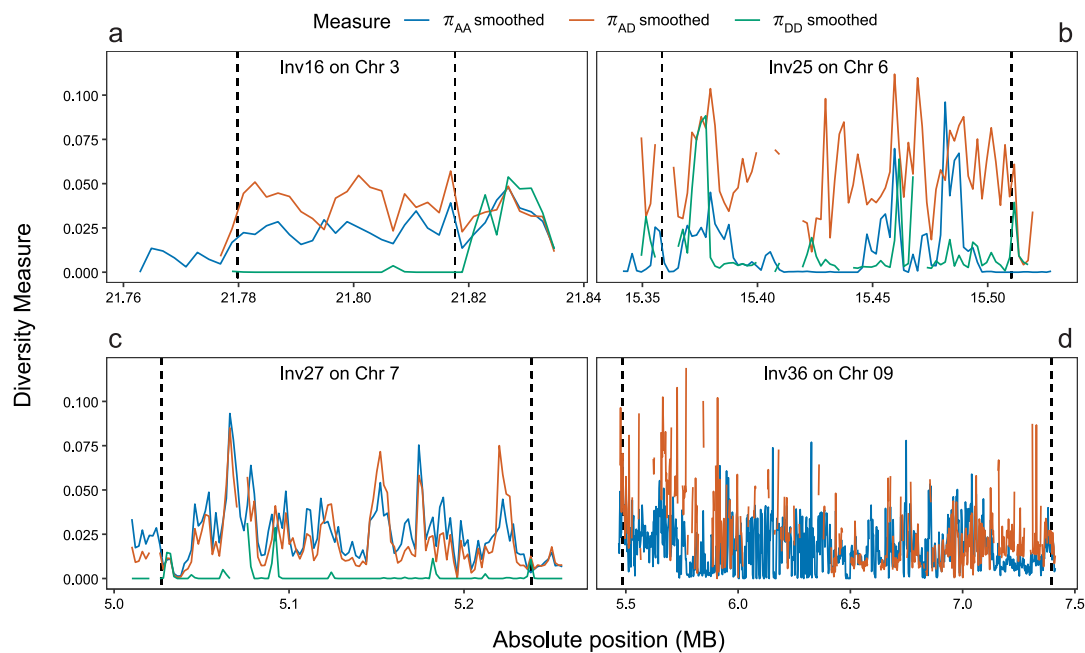 Measure π_AA smoothed π_AD smoothed π_DD smoothed
a
b
Inv16 on Chr 3
Inv25 on Chr 6
0.100
0.075
0.050
0.025
0.000
21.76 21.78 21.80 21.82 21.84
15.35 15.40 15.45 15.50
c
d
Inv27 on Chr 7
Inv36 on Chr 09
0.100
0.075
0.050
0.025
0.000
5.0 5.1 5.2
5.5 6.0 6.5 7.0 7.5
Diversity Measure
Absolute position (MB)